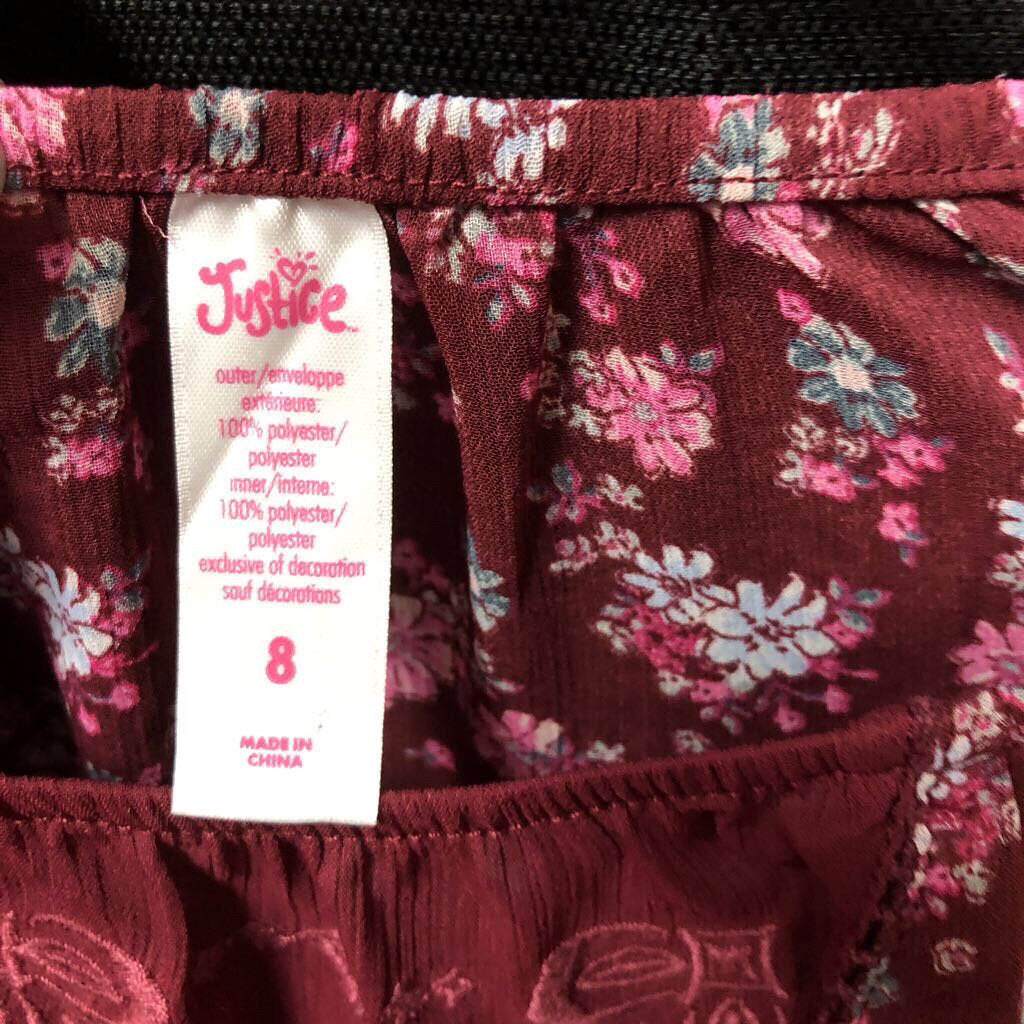 Justice™
outer/enveloppe
extérieure:
100% polyester/
polyester
inner/interne:
100% polyester/
polyester
exclusive of decoration
sauf décorations
8
MADE IN
CHINA